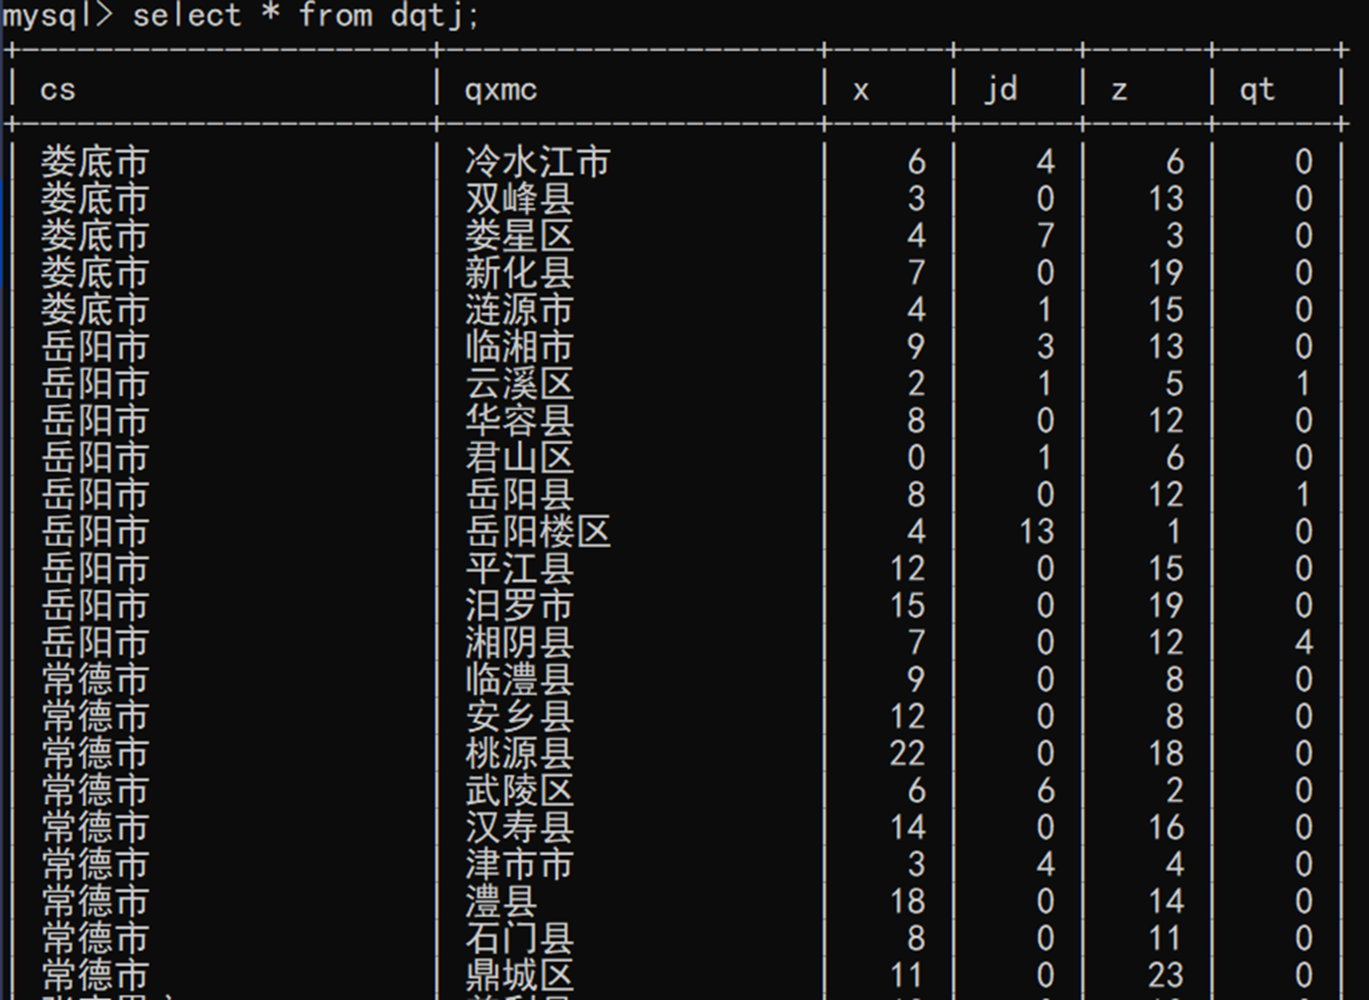 mysql> select * from dqtj;
| cs | qxmc | x | jd | z | qt |
| 娄底市 | 冷水江市 | 6 | 4 | 6 | 0 |
| 娄底市 | 双峰县 | 3 | 0 | 13 | 0 |
| 娄底市 | 娄星区 | 4 | 7 | 3 | 0 |
| 娄底市 | 新化县 | 7 | 0 | 19 | 0 |
| 娄底市 | 涟源市 | 4 | 1 | 15 | 0 |
| 岳阳市 | 临湘市 | 9 | 3 | 13 | 0 |
| 岳阳市 | 云溪区 | 2 | 1 | 5 | 1 |
| 岳阳市 | 华容县 | 8 | 0 | 12 | 0 |
| 岳阳市 | 君山区 | 0 | 1 | 6 | 0 |
| 岳阳市 | 岳阳县 | 8 | 0 | 12 | 1 |
| 岳阳市 | 岳阳楼区 | 4 | 13 | 1 | 0 |
| 岳阳市 | 平江县 | 12 | 0 | 15 | 0 |
| 岳阳市 | 汨罗市 | 15 | 0 | 19 | 0 |
| 岳阳市 | 湘阴县 | 7 | 0 | 12 | 4 |
| 常德市 | 临澧县 | 9 | 0 | 8 | 0 |
| 常德市 | 安乡县 | 12 | 0 | 8 | 0 |
| 常德市 | 桃源县 | 22 | 0 | 18 | 0 |
| 常德市 | 武陵区 | 6 | 6 | 2 | 0 |
| 常德市 | 汉寿县 | 14 | 0 | 16 | 0 |
| 常德市 | 津市市 | 3 | 4 | 4 | 0 |
| 常德市 | 澧县 | 18 | 0 | 14 | 0 |
| 常德市 | 石门县 | 8 | 0 | 11 | 0 |
| 常德市 | 鼎城区 | 11 | 0 | 23 | 0 |